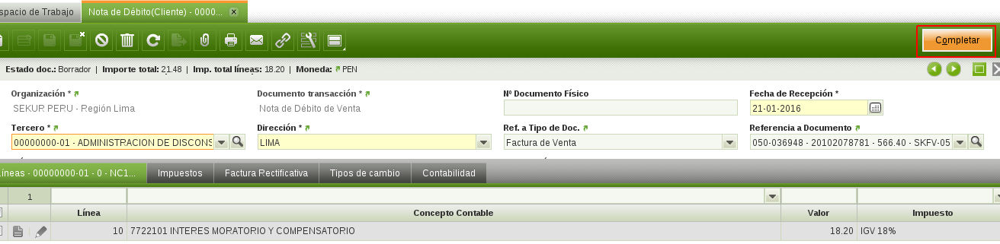 spacio de Trabajo
Nota de Débito(Cliente) - 0000...
Completar
Estado doc.: Borrador | Importe total: 21.48 | Imp. total líneas: 18.20 | Moneda: PEN
Organización * Documento transacción * Nº Documento Físico Fecha de Recepción *
SEKUR PERU - Región Lima Nota de Débito de Venta 21-01-2016
Tercero * Dirección * Ref. a Tipo de Doc. Referencia a Documento
00000000-01 - ADMINISTRACION DE DISCONS LIMA Factura de Venta 050-036948 - 20102078781 - 566.40 - SKFV-05
íneas - 00000000-01 - 0 - NC1... Impuestos Factura Rectificativa Tipos de cambio Contabilidad
1
Línea Concepto Contable Valor Impuesto
10 7722101 INTERES MORATORIO Y COMPENSATORIO 18.20 IGV 18%